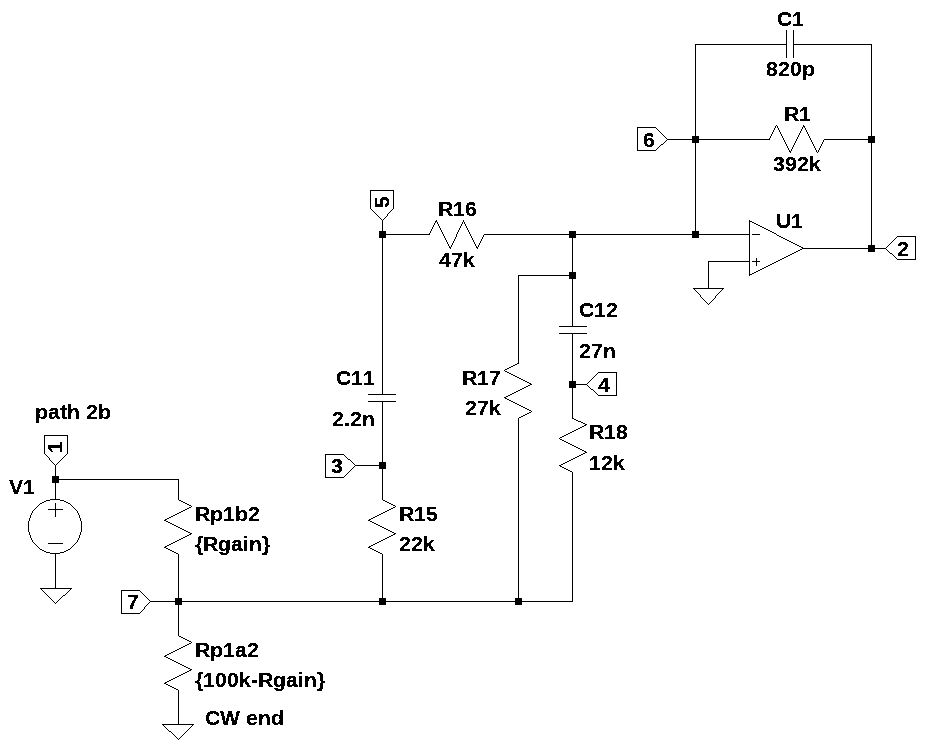 C1
820p
R1
6
392k
5
R16
U1
−
+
2
47k
C12
27n
C11
R17
4
27k
path 2b
2.2n
1
R18
3
12k
V1
+
−
Rp1b2
R15
{Rgain}
22k
7
Rp1a2
{100k-Rgain}
CW end